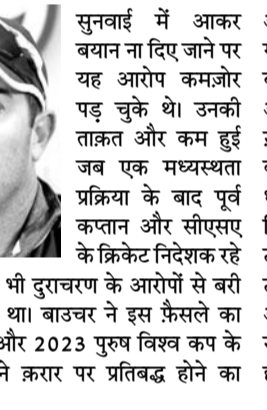 सुनवाई में आकर
बयान ना दिए जाने पर
यह आरोप कमज़ोर
पड़ चुके थे। उनकी
ताक़त और कम हुई
जब एक मध्यस्थता
प्रक्रिया के बाद पूर्व
कप्तान और सीएसए
के क्रिकेट निदेशक रहे
भी दुराचरण के आरोपों से बरी
था। बाउचर ने इस फ़ैसले का
और 2023 पुरुष विश्व कप के
ने क़रार पर प्रतिबद्ध होने का